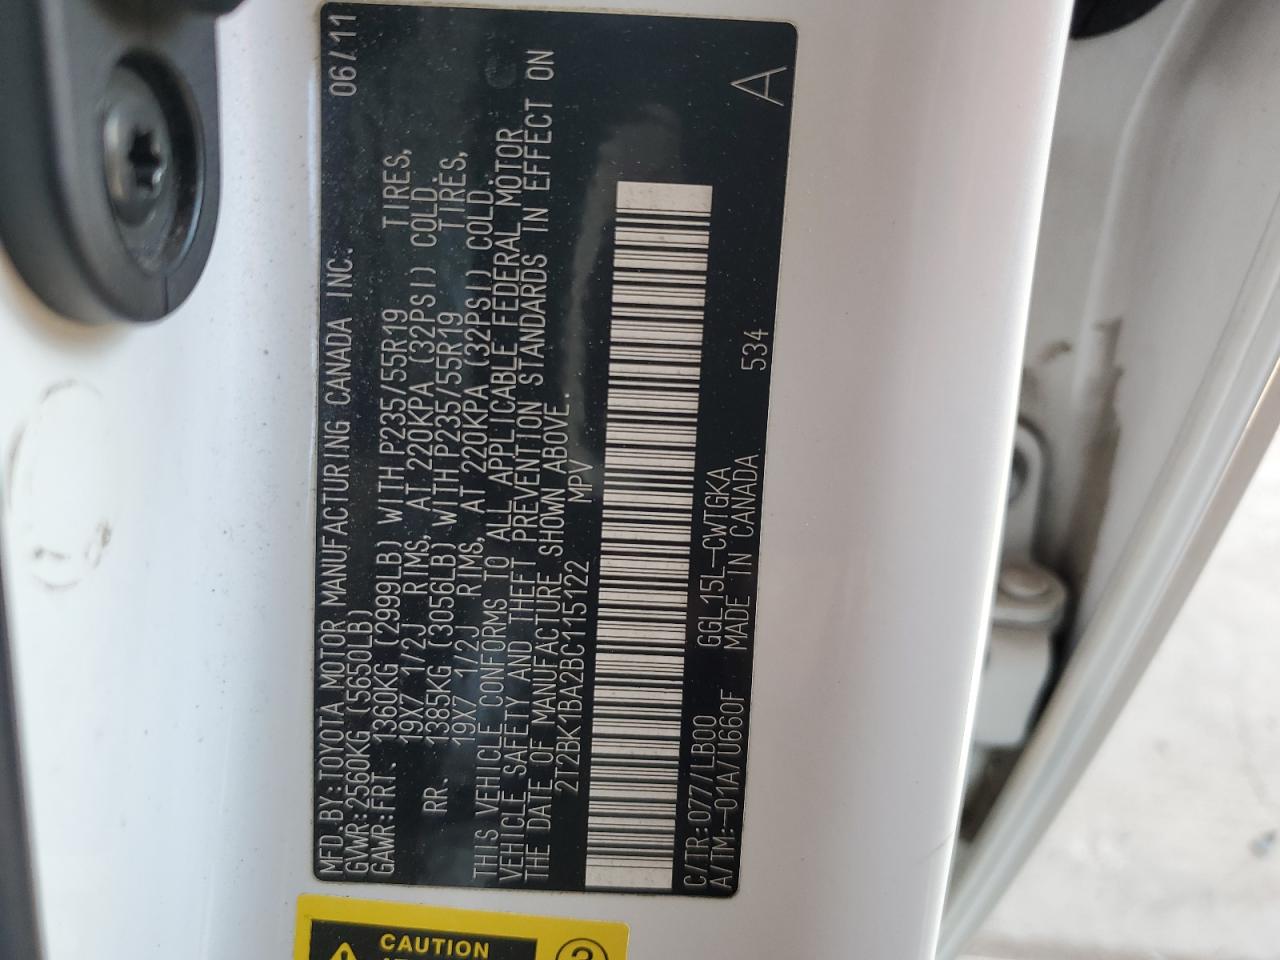 MFD. BY:TOYOTA MOTOR MANUFACTURING CANADA INC. 06/11
GVWR:2560KG (5650LB)
GAWR:FRT. 1360KG (2999LB) WITH P235/55R19 TIRES,
19X7 1/2J RIMS, AT 220KPA (32PSI) COLD
RR. 1385KG (3056LB) WITH P235/55R19 TIRES,
19X7 1/2J RIMS, AT 220KPA (32PSI) COLD.
THIS VEHICLE CONFORMS TO ALL APPLICABLE FEDERAL MOTOR
VEHICLE SAFETY AND THEFT PREVENTION STANDARDS IN EFFECT ON
THE DATE OF MANUFACTURE SHOWN ABOVE.
2T2BK1BA2BC115122 MPV
C/TR:077/LB00 GGL15L-CWTGKA 534 A
A/TM:-01A/U660F MADE IN CANADA
CAUTION